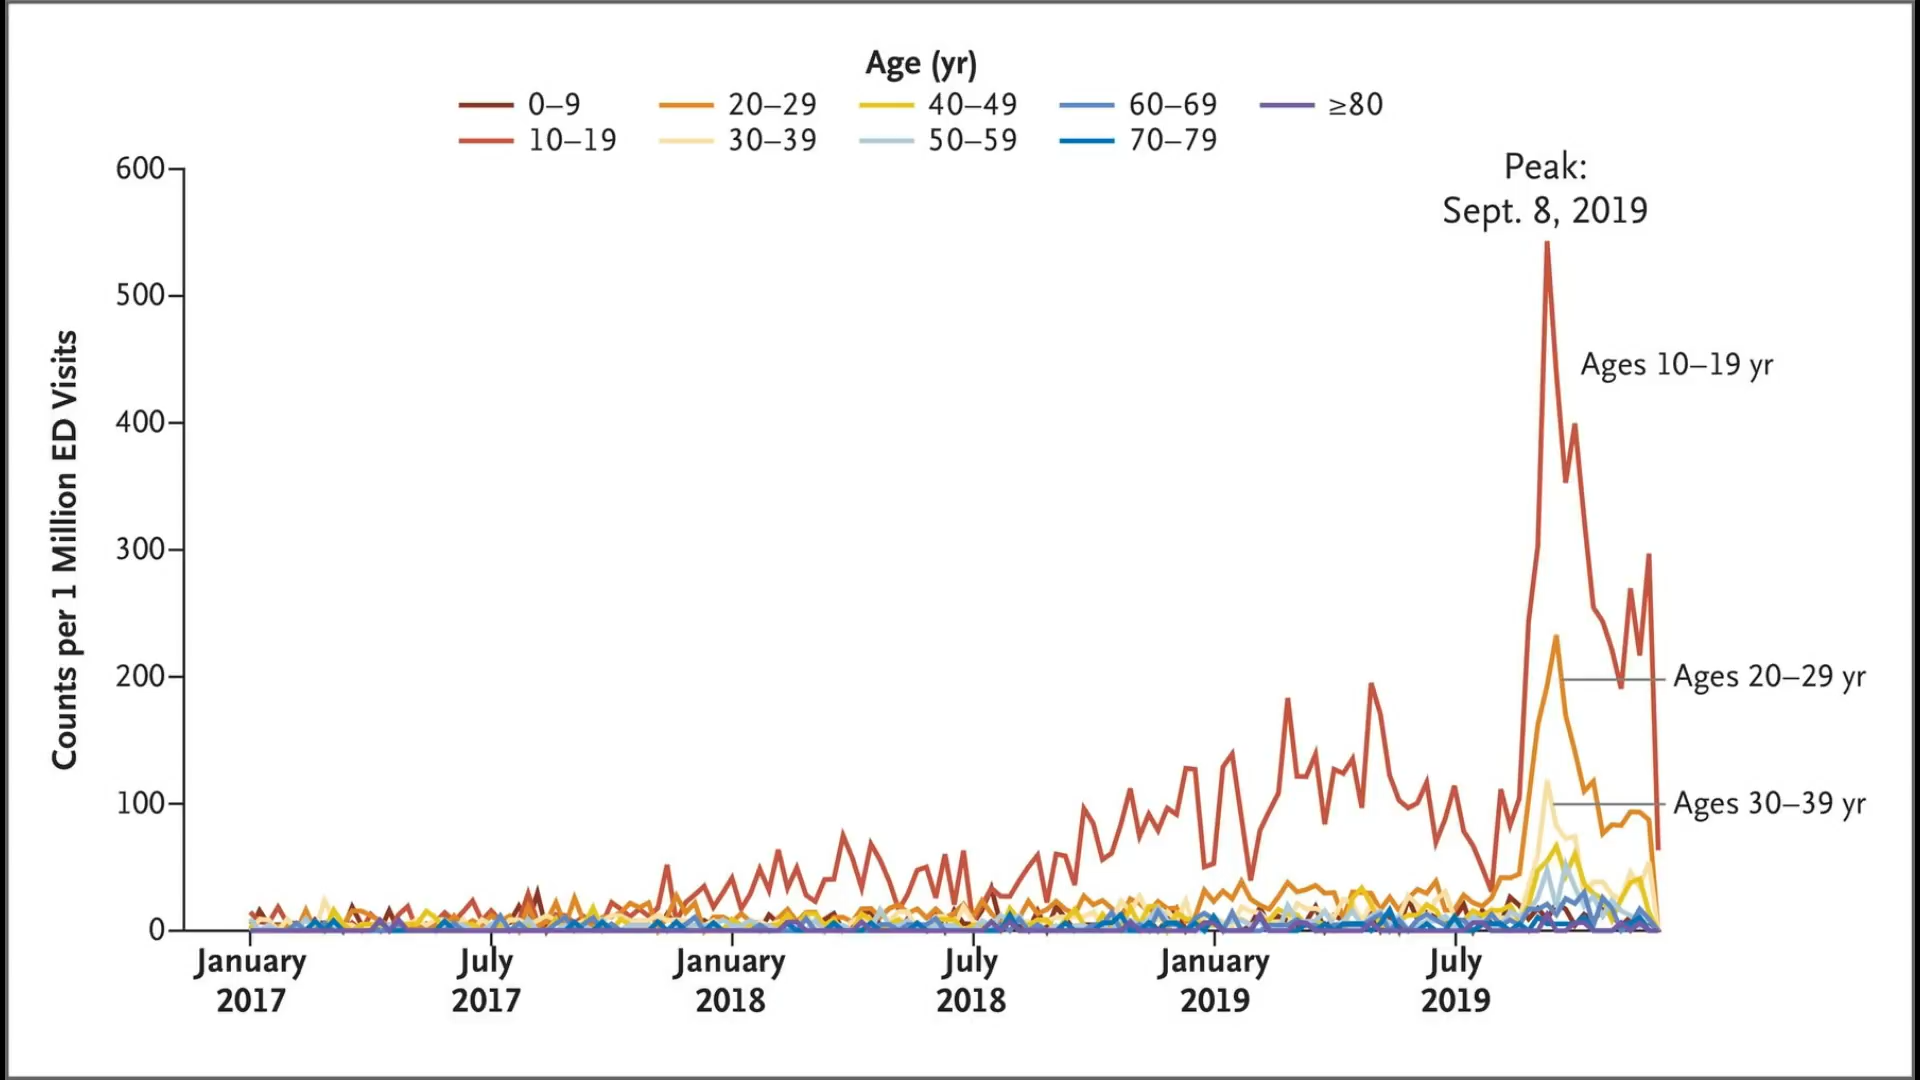 Age (yr)
0–9 20–29 40–49 60–69 ≥80
10–19 30–39 50–59 70–79
Peak:
Sept. 8, 2019
Counts per 1 Million ED Visits
600
500
400
300
200
100
0
Ages 10–19 yr
Ages 20–29 yr
Ages 30–39 yr
January July January July January July
2017 2017 2018 2018 2019 2019